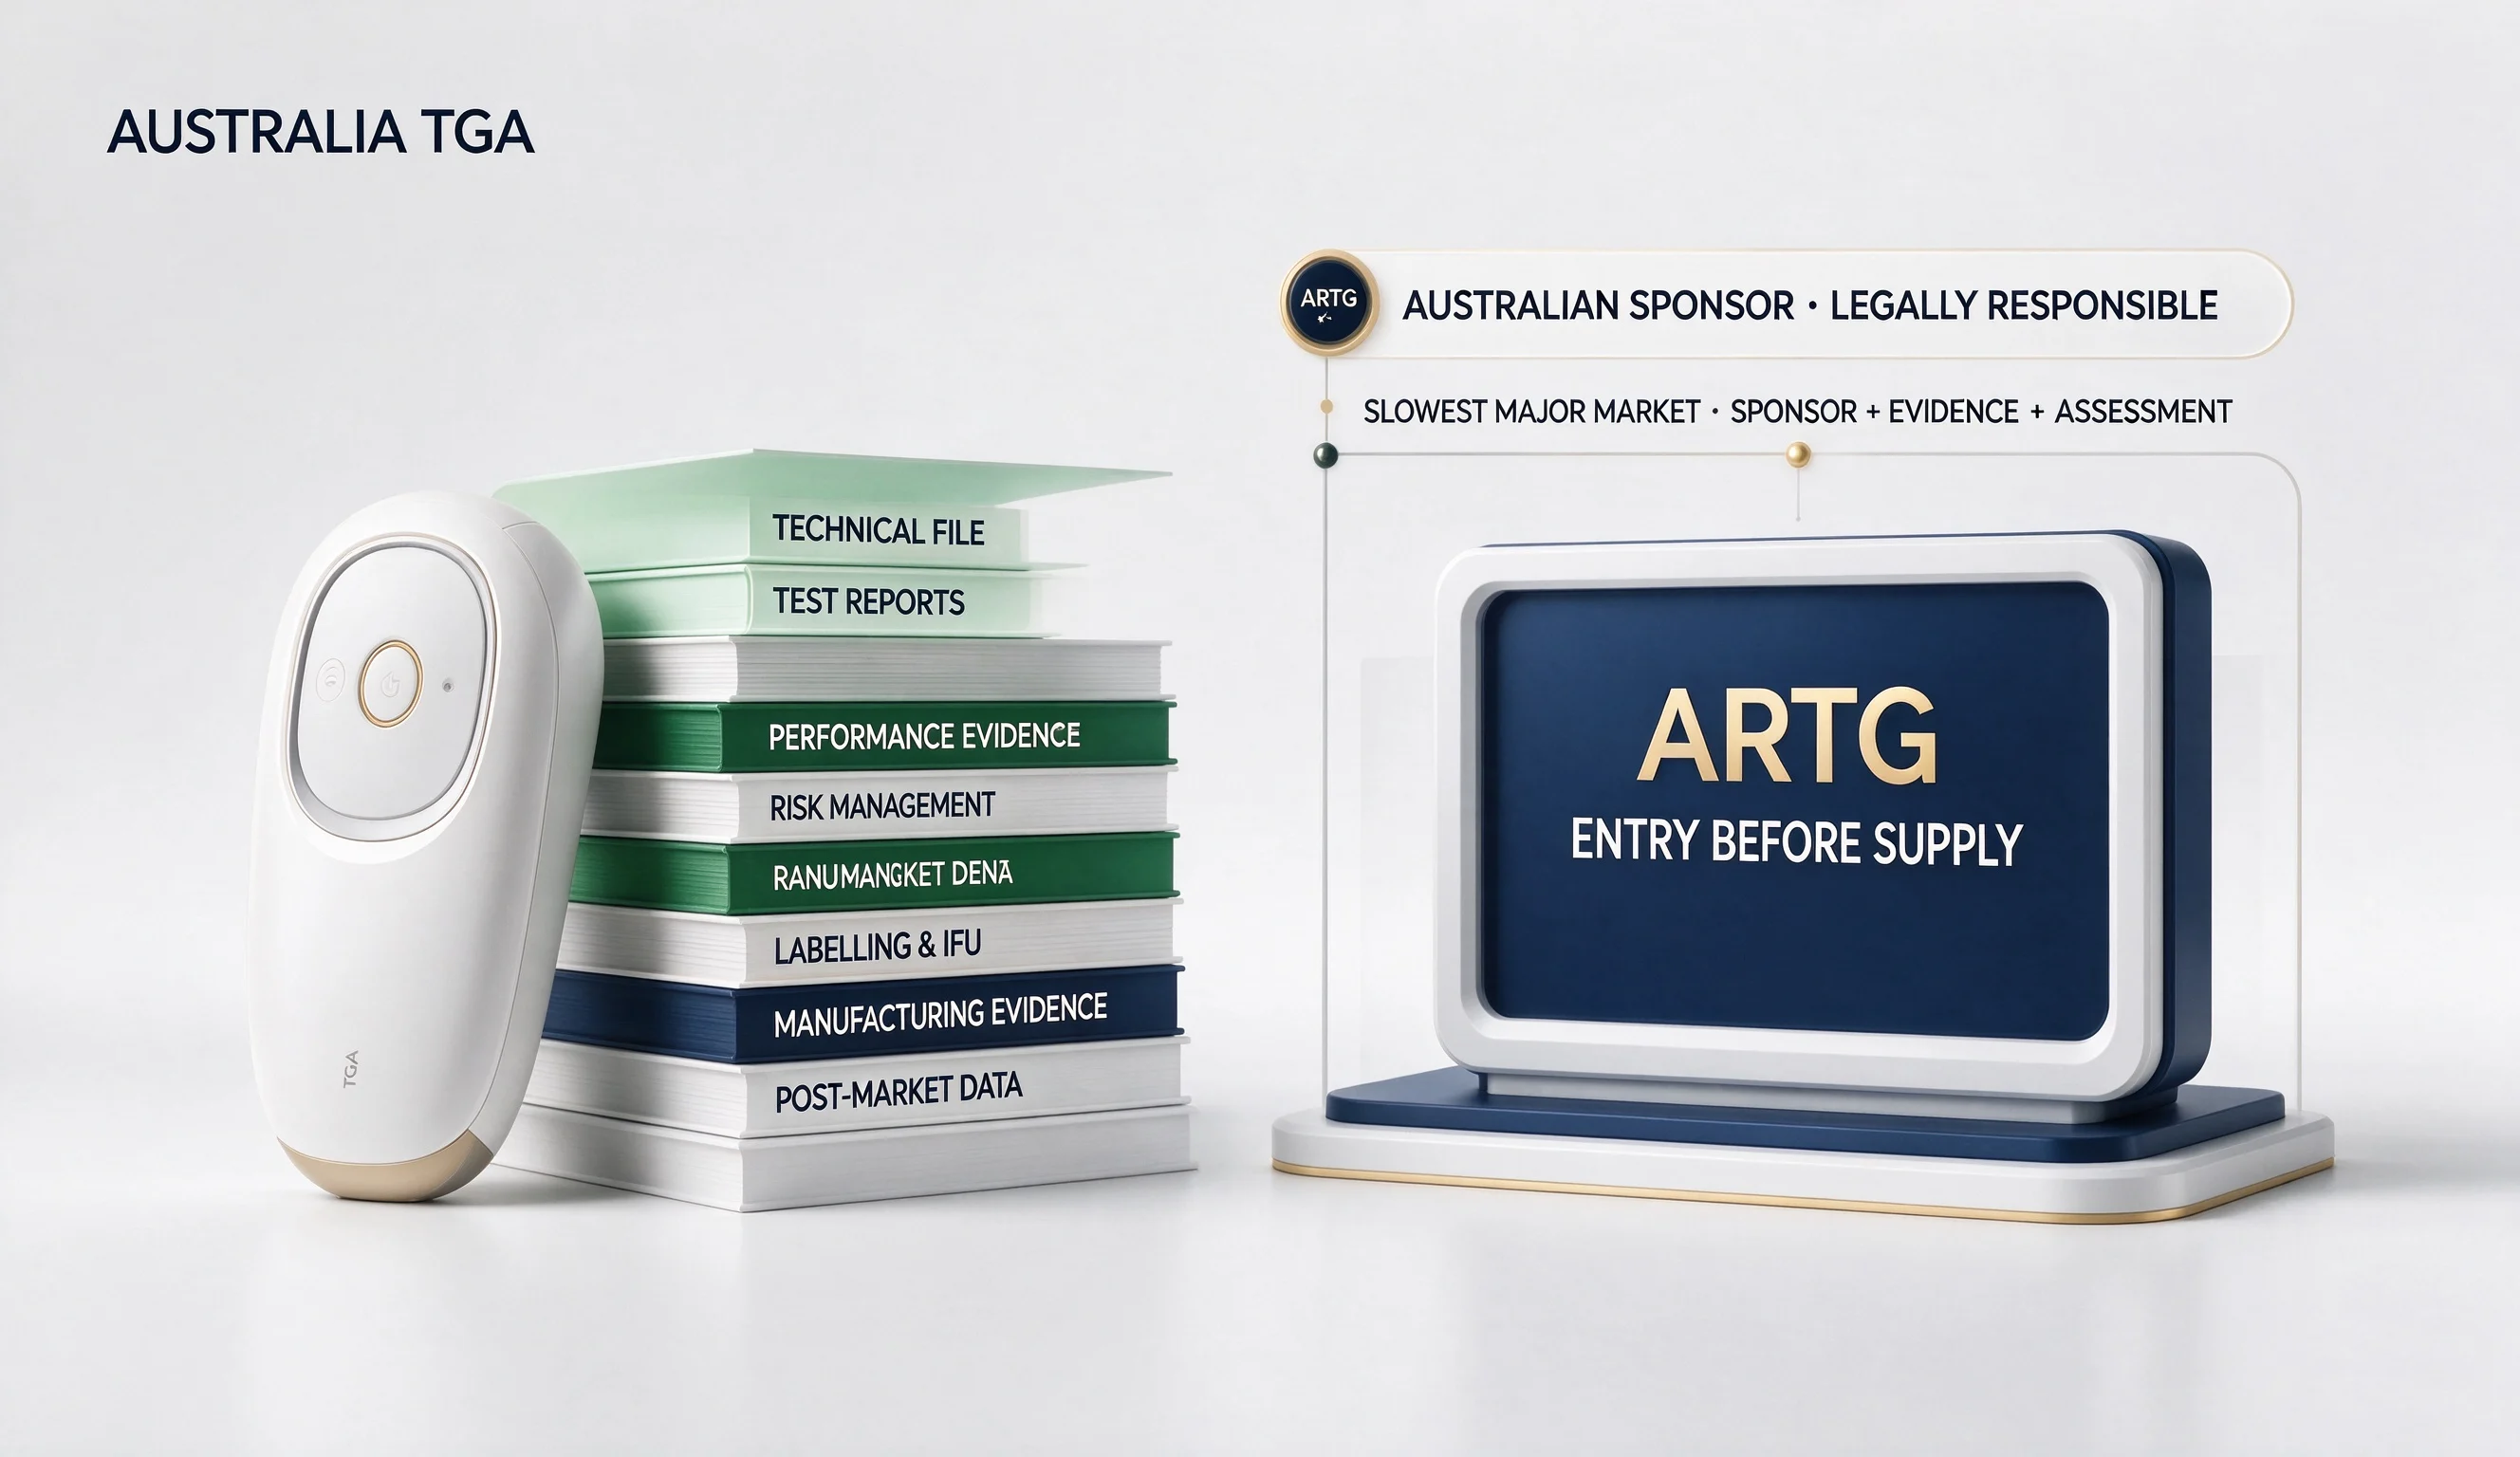 AUSTRALIA TGA
ARTG
AUSTRALIAN SPONSOR • LEGALLY RESPONSIBLE
SLOWEST MAJOR MARKET • SPONSOR + EVIDENCE + ASSESSMENT
TECHNICAL FILE
TEST REPORTS
PERFORMANCE EVIDENCE
RISK MANAGEMENT
RANUMANGKET DENA
LABELLING & IFU
MANUFACTURING EVIDENCE
POST-MARKET DATA
TGA
ARTG
ENTRY BEFORE SUPPLY